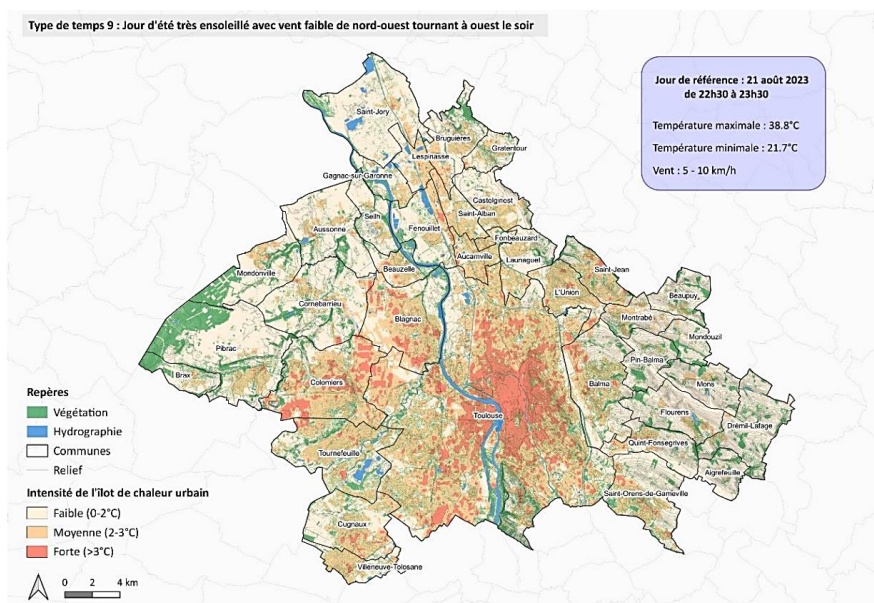 Type de temps 9 : Jour d'été très ensoleillé avec vent faible de nord-ouest tournant à ouest le soir
Jour de référence : 21 août 2023
de 22h30 à 23h30
Température maximale : 38.8°C
Température minimale : 21.7°C
Vent : 5 - 10 km/h
Saint-Jory
Bruguières
Lespinasse
Gratentour
Gagnac-sur-Garonne
Castelginest
Saint-Alban
Seilh
Fenouillet
Aussonne
Fonbeauzard
Aucamville
Launaguet
Saint-Jean
Beauzelle
Mondonville
L'Union
Beaupuy
Cornebarrieu
Blagnac
Montrabé
Mondouzil
Pibrac
Pin-Balma
Brax
Colomiers
Balma
Mons
Toulouse
Flourens
Drémil-Lafage
Quint-Fonsegrives
Tournefeuille
Aigrefeuille
Saint-Orens-de-Gameville
Cugnaux
Villeneuve-Tolosane
Repères
Végétation
Hydrographie
Communes
Relief
Intensité de l'îlot de chaleur urbain
Faible (0-2°C)
Moyenne (2-3°C)
Forte (>3°C)
0 2 4 km